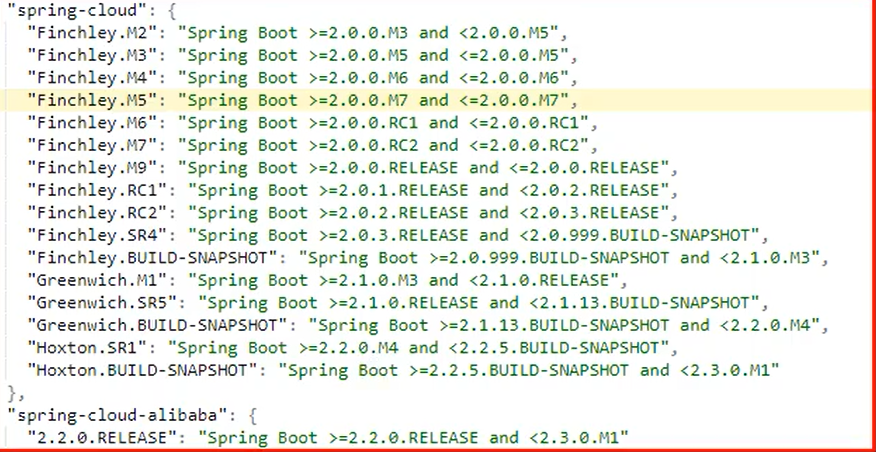 "spring-cloud": {
"Finchley.M2": "Spring Boot >=2.0.0.M3 and <2.0.0.M5",
"Finchley.M3": "Spring Boot >=2.0.0.M5 and <=2.0.0.M5",
"Finchley.M4": "Spring Boot >=2.0.0.M6 and <=2.0.0.M6",
"Finchley.M5": "Spring Boot >=2.0.0.M7 and <=2.0.0.M7",
"Finchley.M6": "Spring Boot >=2.0.0.RC1 and <=2.0.0.RC1",
"Finchley.M7": "Spring Boot >=2.0.0.RC2 and <=2.0.0.RC2",
"Finchley.M9": "Spring Boot >=2.0.0.RELEASE and <=2.0.0.RELEASE",
"Finchley.RC1": "Spring Boot >=2.0.1.RELEASE and <2.0.2.RELEASE",
"Finchley.RC2": "Spring Boot >=2.0.2.RELEASE and <2.0.3.RELEASE",
"Finchley.SR4": "Spring Boot >=2.0.3.RELEASE and <2.0.999.BUILD-SNAPSHOT",
"Finchley.BUILD-SNAPSHOT": "Spring Boot >=2.0.999.BUILD-SNAPSHOT and <2.1.0.M3",
"Greenwich.M1": "Spring Boot >=2.1.0.M3 and <2.1.0.RELEASE",
"Greenwich.SR5": "Spring Boot >=2.1.0.RELEASE and <2.1.13.BUILD-SNAPSHOT",
"Greenwich.BUILD-SNAPSHOT": "Spring Boot >=2.1.13.BUILD-SNAPSHOT and <2.2.0.M4",
"Hoxton.SR1": "Spring Boot >=2.2.0.M4 and <2.2.5.BUILD-SNAPSHOT",
"Hoxton.BUILD-SNAPSHOT": "Spring Boot >=2.2.5.BUILD-SNAPSHOT and <2.3.0.M1"
},
"spring-cloud-alibaba": {
"2.2.0.RELEASE": "Spring Boot >=2.2.0.RELEASE and <2.3.0.M1"